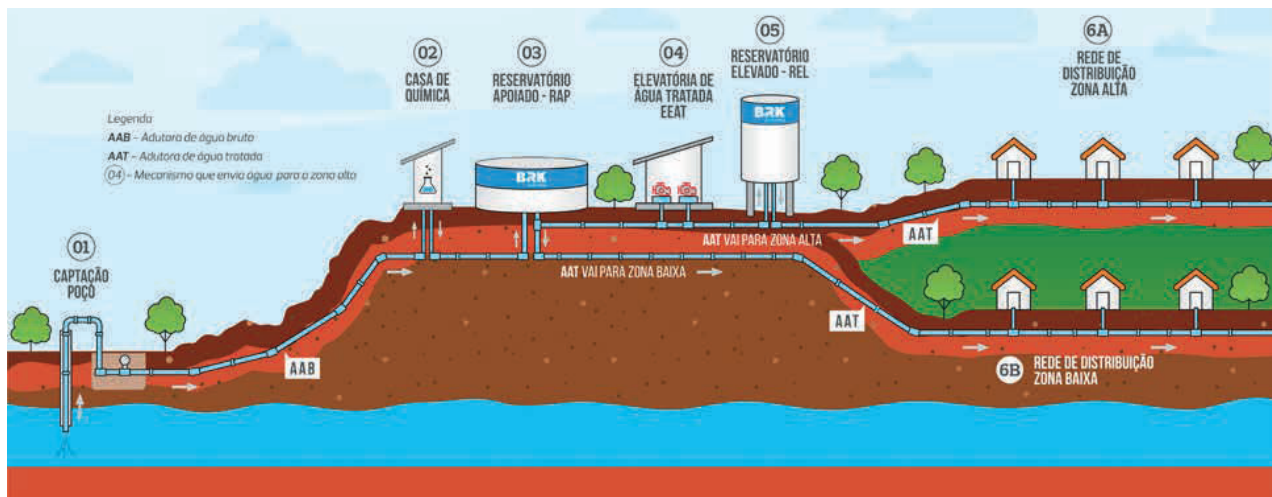 01
CAPTAÇÃO
POÇO
02
CASA DE
QUÍMICA
03
RESERVATÓRIO
APOIADO - RAP
04
ELEVATÓRIA DE
ÁGUA TRATADA
EEAT
05
RESERVATÓRIO
ELEVADO - REL
6A
REDE DE
DISTRIBUIÇÃO
ZONA ALTA
Legenda
AAB - Adutora de água bruta
AAT - Adutora de água tratada
04 - Mecanismo que envia água para a zona alta
BRK
BRK
AAT VAI PARA ZONA ALTA
AAT
AAT VAI PARA ZONA BAIXA
AAT
AAB
6B
REDE DE DISTRIBUIÇÃO
ZONA BAIXA